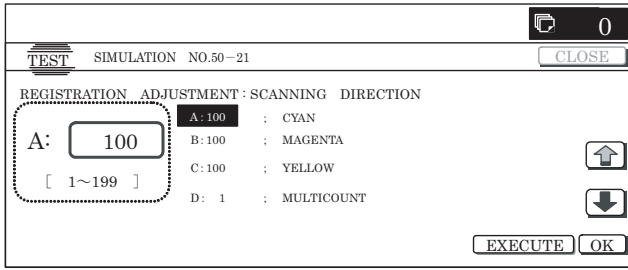 0
TEST SIMULATION NO.50-21 CLOSE
REGISTRATION ADJUSTMENT : SCANNING DIRECTION
A: 100
[ 1~199 ]
A:100 ; CYAN
B:100 ; MAGENTA
C:100 ; YELLOW
D: 1 ; MULTICOUNT
EXECUTE OK